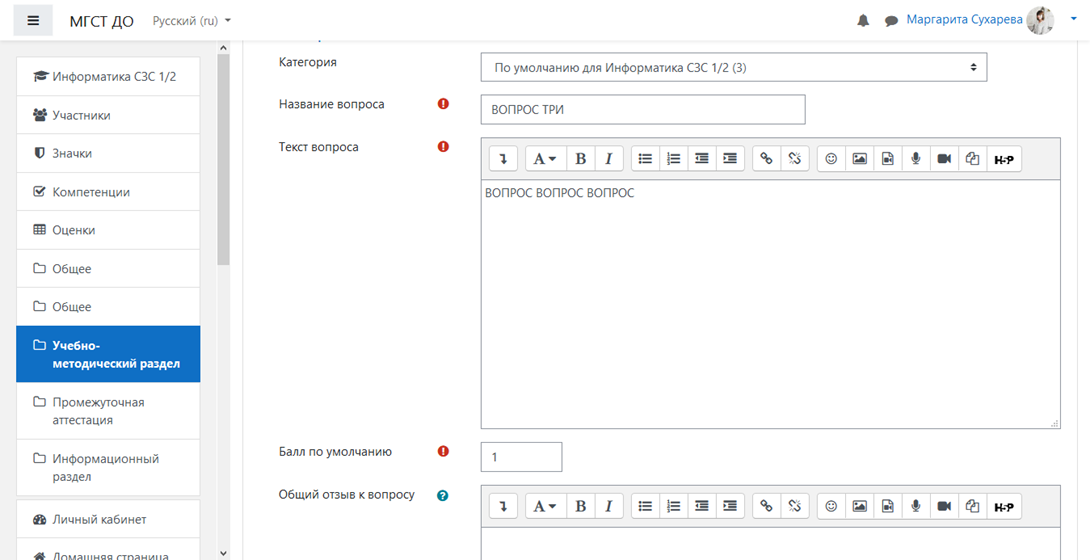 МГСТ ДО
Русский (ru)
Маргарита Сухарева
Информатика СЗС 1/2
Участники
Значки
Компетенции
Оценки
Общее
Общее
Учебно-
методический раздел
Промежуточная
аттестация
Информационный
раздел
Личный кабинет
Домашняя страница
Категория
По умолчанию для Информатика СЗС 1/2 (3)
Название вопроса
ВОПРОС ТРИ
Текст вопроса
A B I
H-P
ВОПРОС ВОПРОС ВОПРОС
Балл по умолчанию
1
Общий отзыв к вопросу
A B I
H-P